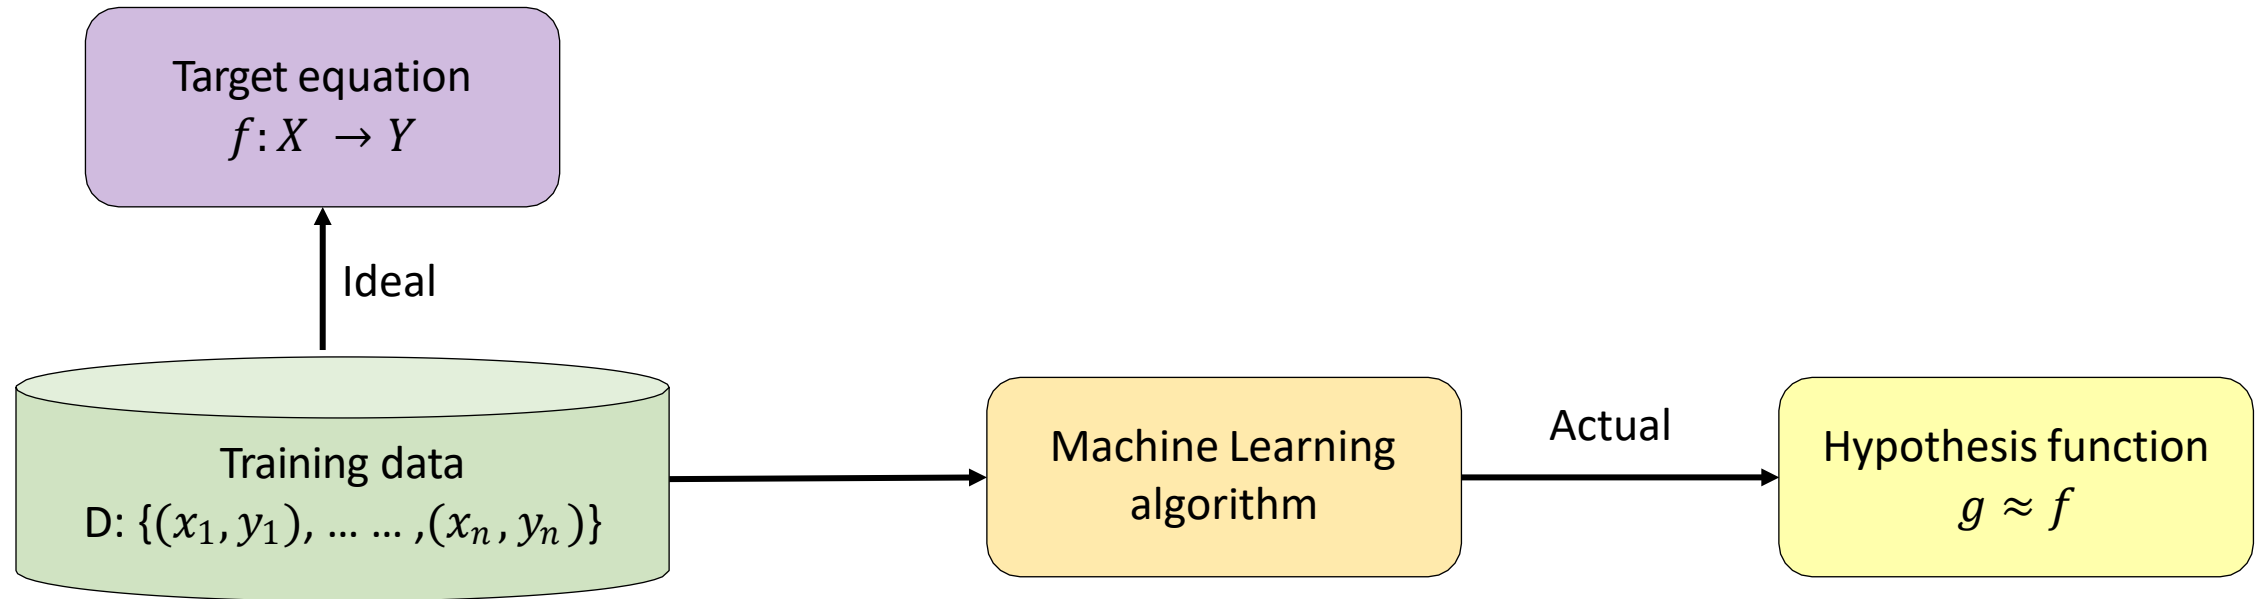 Target equation
f: X → Y
Ideal
Training data
D: {(x₁, y₁), … … ,(xₙ, yₙ)}
Machine Learning
algorithm
Actual
Hypothesis function
g ≈ f